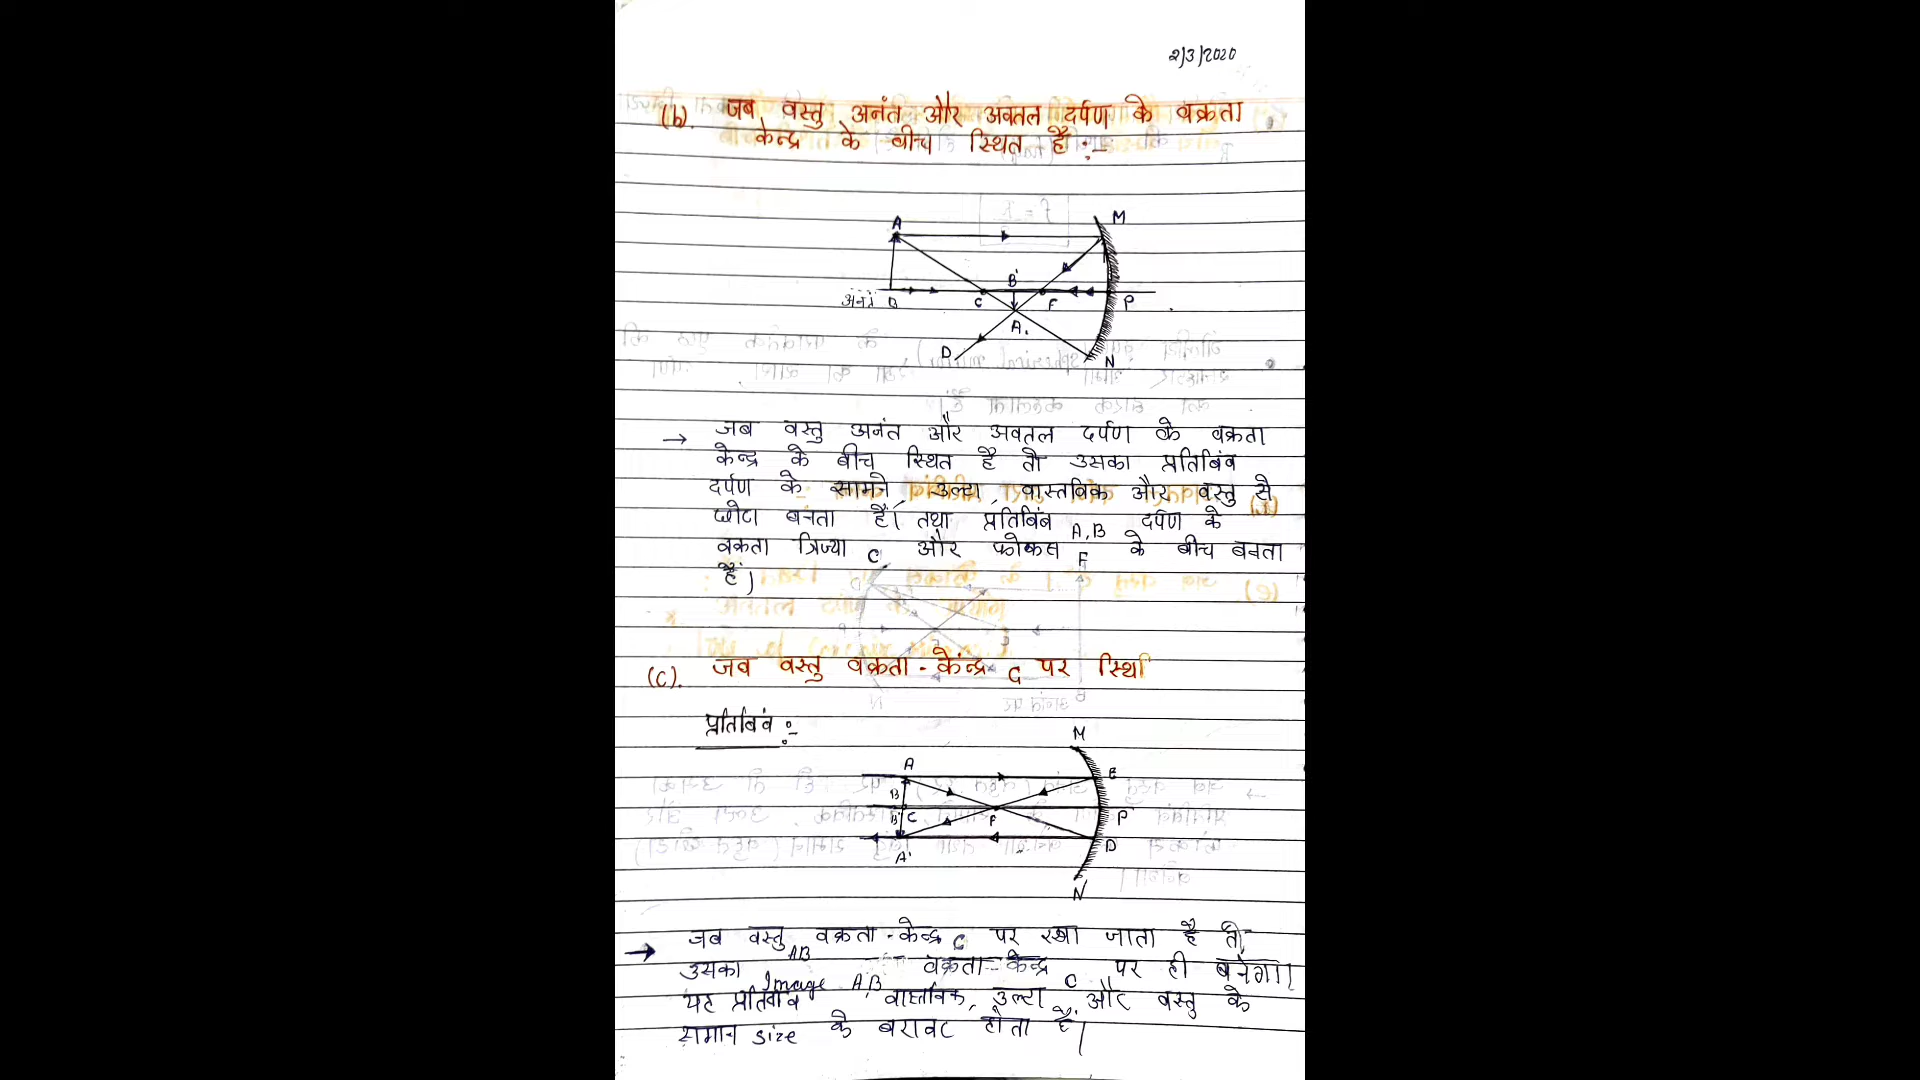 2/3/2020
(b). जब वस्तु अनंत और अवतल दर्पण के वक्रता
केन्द्र के बीच स्थित है :-
A M
B'
अनंत B C F P
A,
D N
→ जब वस्तु अनंत और अवतल दर्पण के वक्रता
केन्द्र के बीच स्थित है तो उसका प्रतिबिंब
दर्पण के सामने, उल्टा, वास्तविक और वस्तु से
छोटा बनता हैं। तथा प्रतिबिंब A,B दर्पण के
वक्रता त्रिज्या C और फोकस F के बीच बनता
हैं।
(c). जब वस्तु वक्रता-केंन्द्र C पर स्थि
प्रतिबिंब :-
M
A E
B
B' C F P
A' D
N
→ जब वस्तु AB वक्रता-केन्द्र C पर रखा जाता है तो
उसका Image A,B वक्रता-केन्द्र C पर ही बनेगा।
यह प्रतिबिंब वास्तविक, उल्टा और वस्तु के
समान size के बराबर होता है।